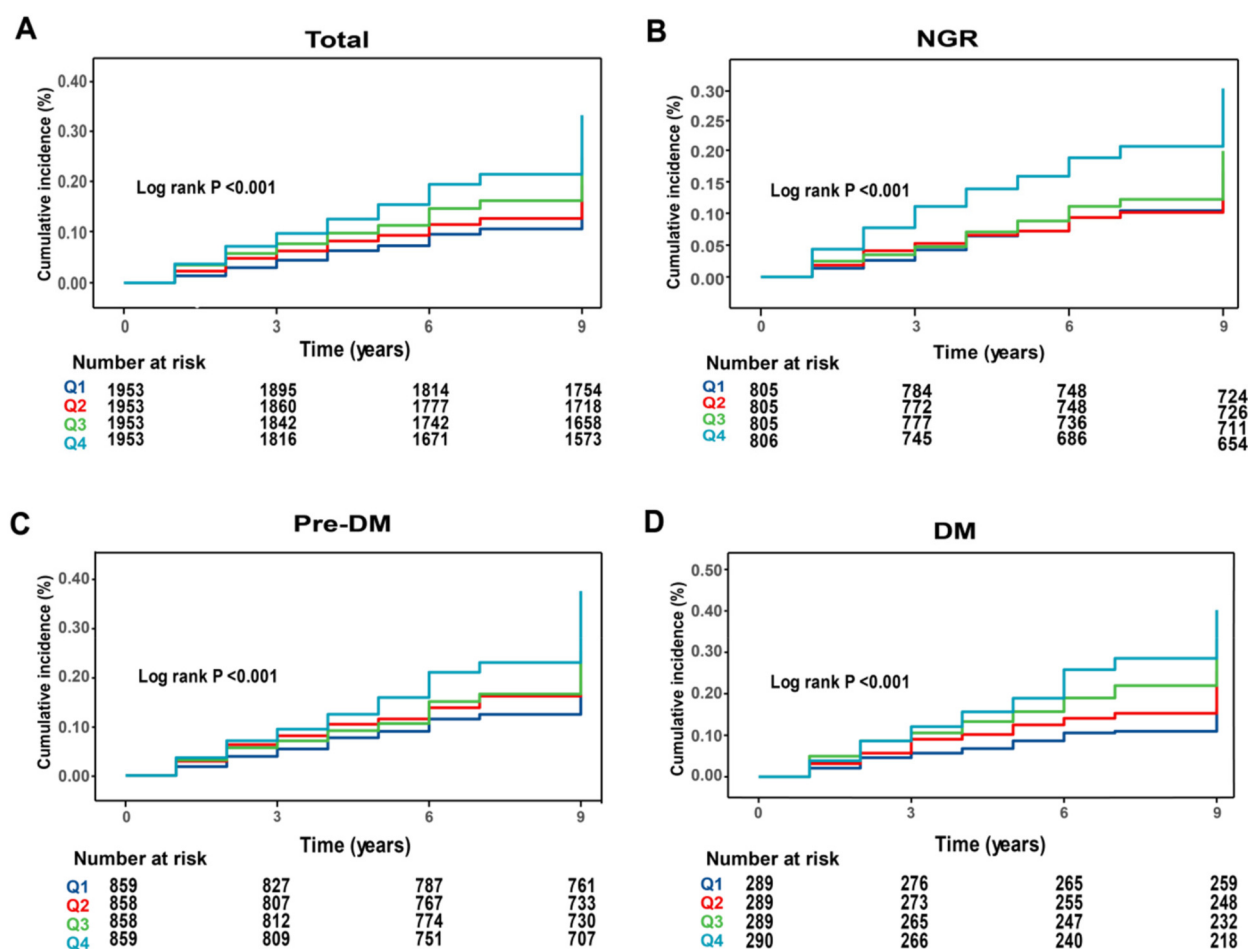 A
Total
Cumulative incidence (%)
0.40
0.30
0.20
0.10
0.00
Log rank P <0.001
0 3 6 9
Time (years)
Number at risk
Q1 1953 1895 1814 1754
Q2 1953 1860 1777 1718
Q3 1953 1842 1742 1658
Q4 1953 1816 1671 1573
B
NGR
Cumulative incidence (%)
0.30
0.25
0.20
0.15
0.10
0.05
0.00
Log rank P <0.001
0 3 6 9
Time (years)
Number at risk
Q1 805 784 748 724
Q2 805 772 748 726
Q3 805 777 736 711
Q4 806 745 686 654
C
Pre-DM
Cumulative incidence (%)
0.40
0.30
0.20
0.10
0.00
Log rank P <0.001
0 3 6 9
Time (years)
Number at risk
Q1 859 827 787 761
Q2 858 807 767 733
Q3 858 812 774 730
Q4 859 809 751 707
D
DM
Cumulative incidence (%)
0.50
0.40
0.30
0.20
0.10
0.00
Log rank P <0.001
0 3 6 9
Time (years)
Number at risk
Q1 289 276 265 259
Q2 289 273 255 248
Q3 289 265 247 232
Q4 290 266 240 218